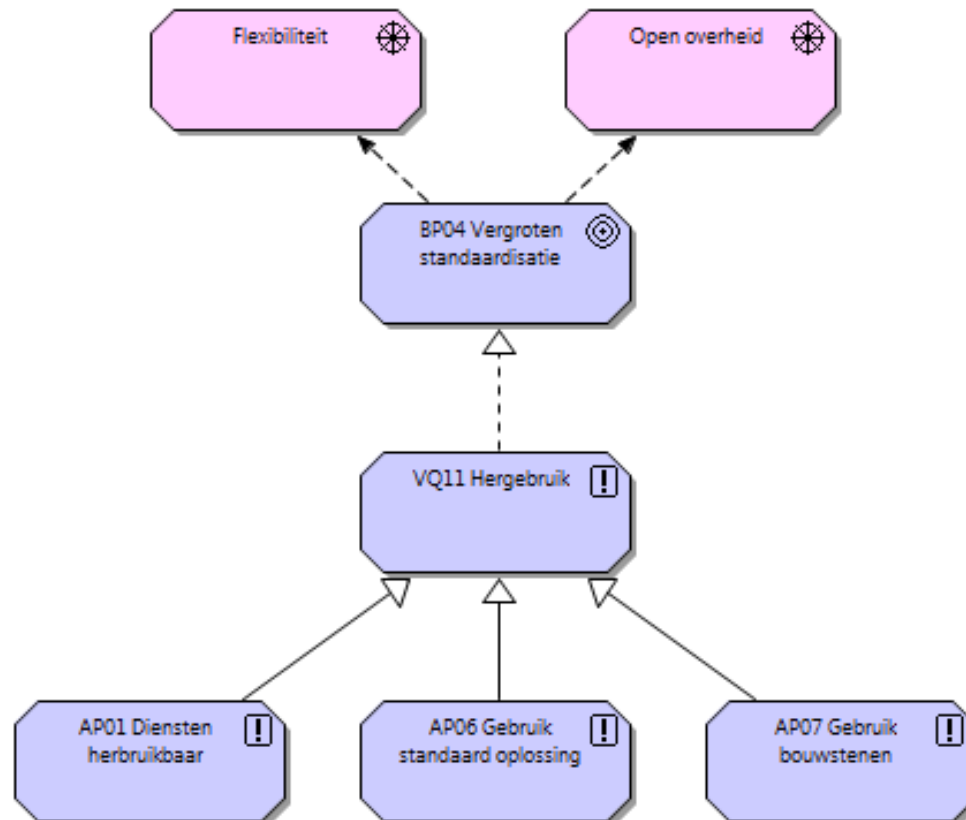 Flexibiliteit
Open overheid
BP04 Vergroten
standaardisatie
VQ11 Hergebruik
AP01 Diensten
herbruikbaar
AP06 Gebruik
standaard oplossing
AP07 Gebruik
bouwstenen